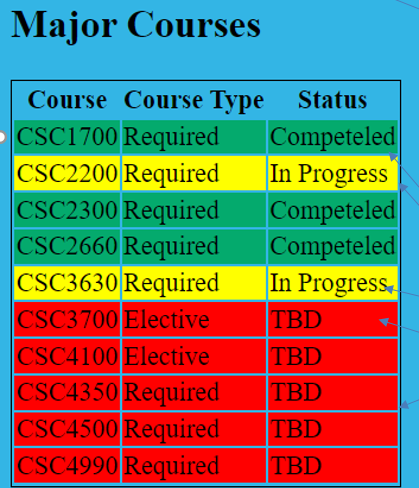 Major Courses
Course Course Type Status
CSC1700 Required Competeled
CSC2200 Required In Progress
CSC2300 Required Competeled
CSC2660 Required Competeled
CSC3630 Required In Progress
CSC3700 Elective TBD
CSC4100 Elective TBD
CSC4350 Required TBD
CSC4500 Required TBD
CSC4990 Required TBD